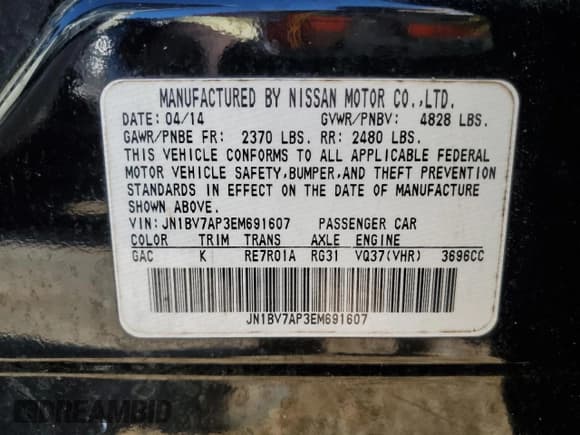 MANUFACTURED BY NISSAN MOTOR CO.,LTD.
DATE: 04/14 GVWR/PNBV: 4828 LBS.
GAWR/PNBE FR: 2370 LBS. RR: 2480 LBS.
THIS VEHICLE CONFORMS TO ALL APPLICABLE FEDERAL
MOTOR VEHICLE SAFETY,BUMPER,AND THEFT PREVENTION
STANDARDS IN EFFECT ON THE DATE OF MANUFACTURE
SHOWN ABOVE.
VIN:JN1BV7AP3EM691607 PASSENGER CAR
COLOR TRIM TRANS AXLE ENGINE
GAC K RE7R01A RG31 VQ37(VHR) 3696CC
JN1BV7AP3EM691607
DREAMBID